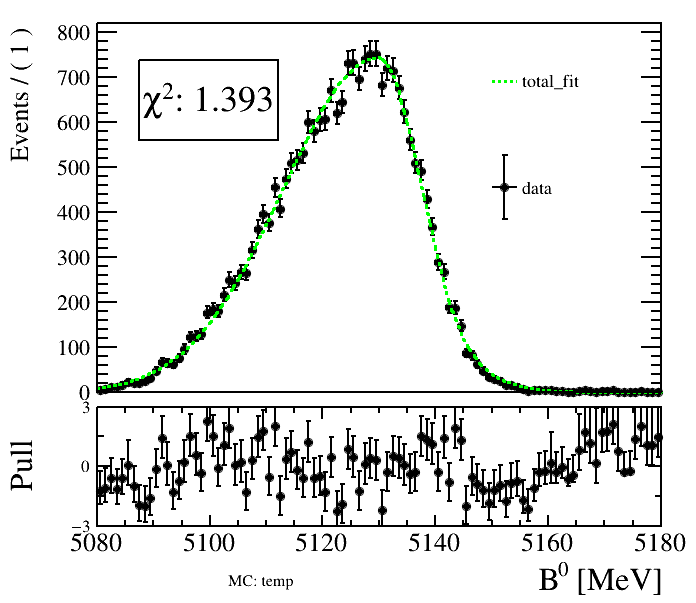 Events / ( 1 )
800
700
600
500
400
300
200
100
0
χ²: 1.393
total_fit
data
Pull
3
0
−3
5080 5100 5120 5140 5160 5180
MC: temp
B⁰ [MeV]